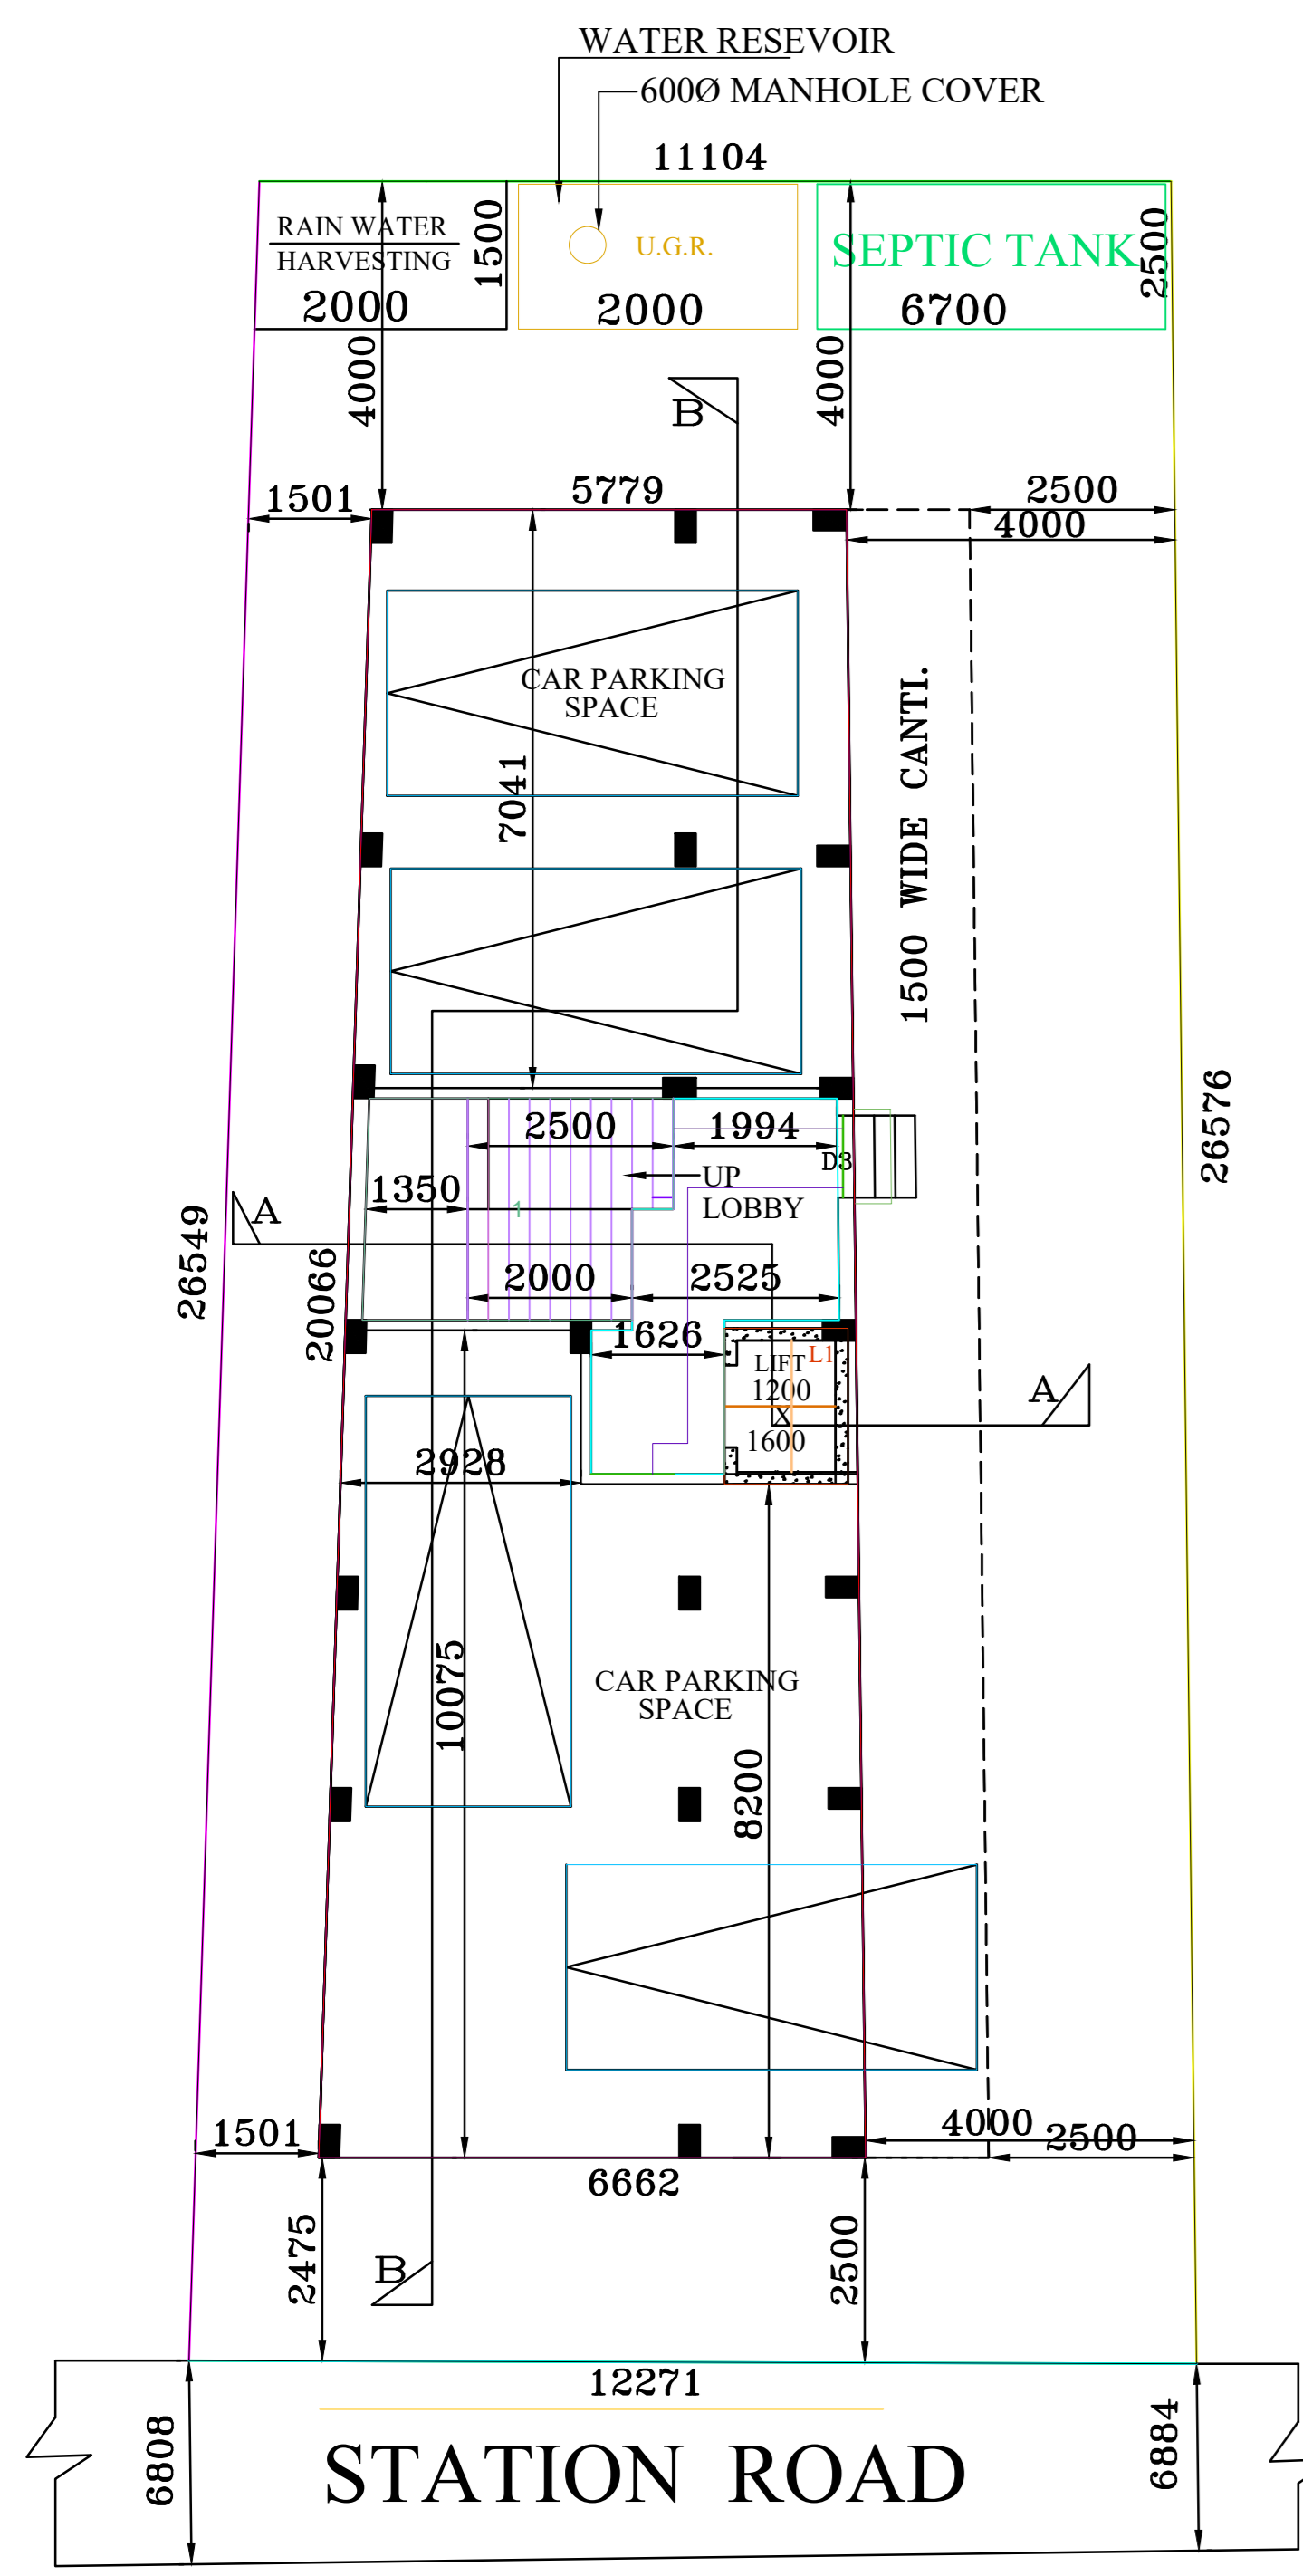 WATER RESEVOIR
600Ø MANHOLE COVER
11104
RAIN WATER
HARVESTING
1500
2000
U.G.R.
2000
SEPTIC TANK
2500
6700
4000
4000
B
1501
5779
2500
4000
CAR PARKING
SPACE
7041
1500 WIDE CANTI.
26576
2500
1994
D3
UP
LOBBY
1350
1
A
26549
20066
2000
2525
1626
L1
LIFT
1200
X
1600
A
2928
10075
CAR PARKING
SPACE
8200
1501
4000
2500
6662
2475
2500
B
12271
6808
STATION ROAD
6884